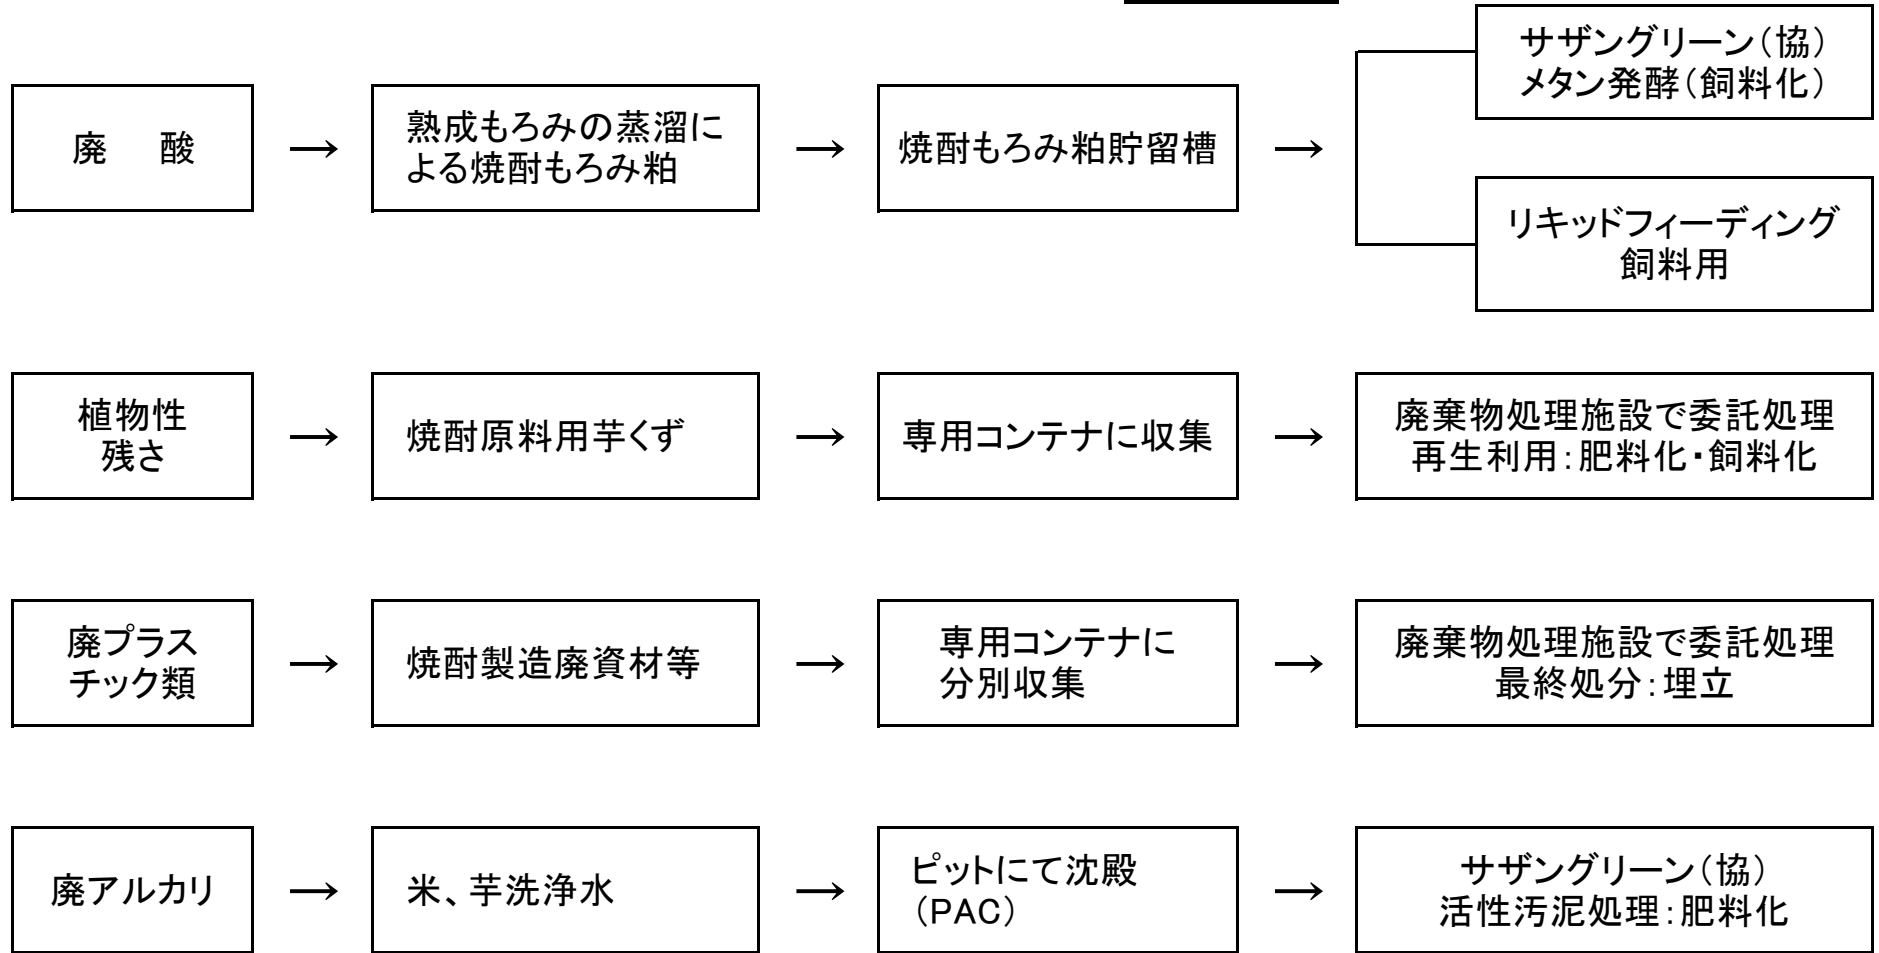 廃　酸
→
熟成もろみの蒸溜に
よる焼酎もろみ粕
→
焼酎もろみ粕貯留槽
→
サザングリーン（協）
メタン発酵（飼料化）
リキッドフィーディング
飼料用
植物性
残さ
→
焼酎原料用芋くず
→
専用コンテナに収集
→
廃棄物処理施設で委託処理
再生利用：肥料化・飼料化
廃プラス
チック類
→
焼酎製造廃資材等
→
専用コンテナに
分別収集
→
廃棄物処理施設で委託処理
最終処分：埋立
廃アルカリ
→
米、芋洗浄水
→
ピットにて沈殿
（PAC）
→
サザングリーン（協）
活性汚泥処理：肥料化